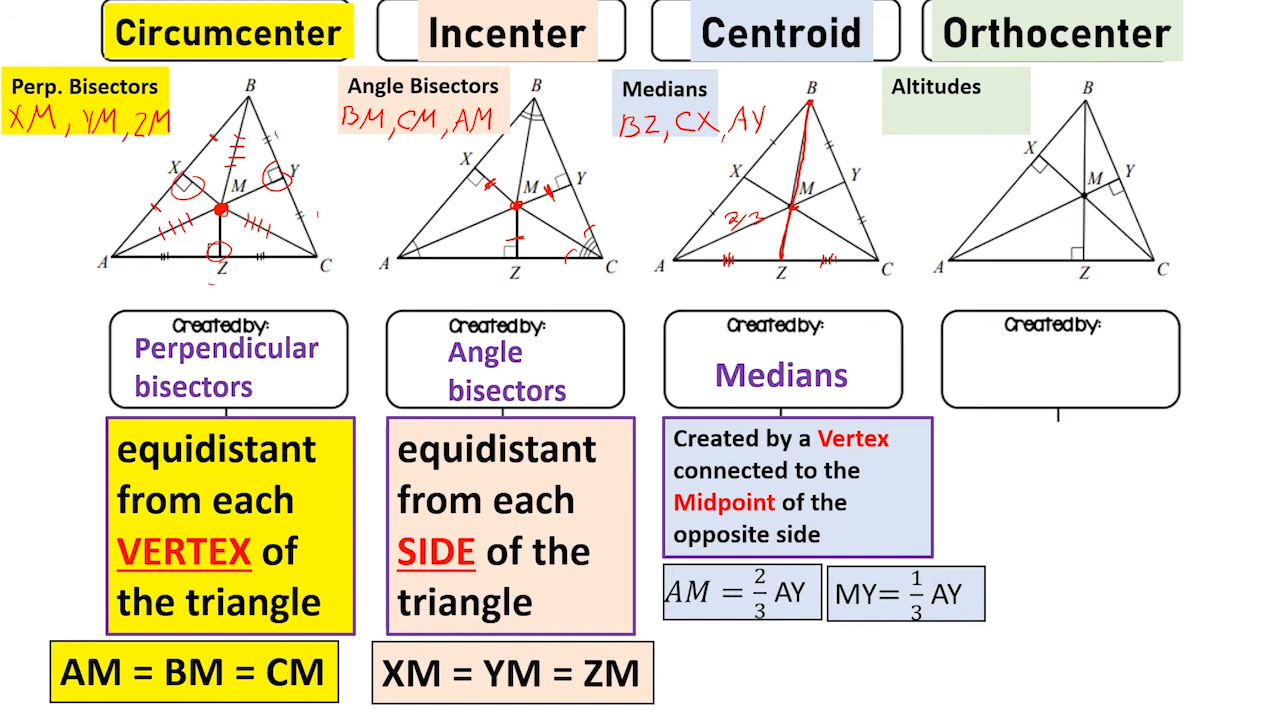 Circumcenter
Incenter
Centroid
Orthocenter
Perp. Bisectors
XM, YM, ZM
Angle Bisectors
BM, CM, AM
Medians
BZ, CX, AY
Altitudes
B
X
Y
M
A
Z
C
B
X
Y
M
A
Z
C
B
X
Y
M
2/3
A
Z
C
B
X
Y
M
A
Z
C
Created by:
Perpendicular
bisectors
Created by:
Angle
bisectors
Created by:
Medians
Created by:
equidistant
from each
VERTEX of
the triangle
AM = BM = CM
equidistant
from each
SIDE of the
triangle
XM = YM = ZM
Created by a Vertex
connected to the
Midpoint of the
opposite side
AM = 2/3 AY
MY= 1/3 AY